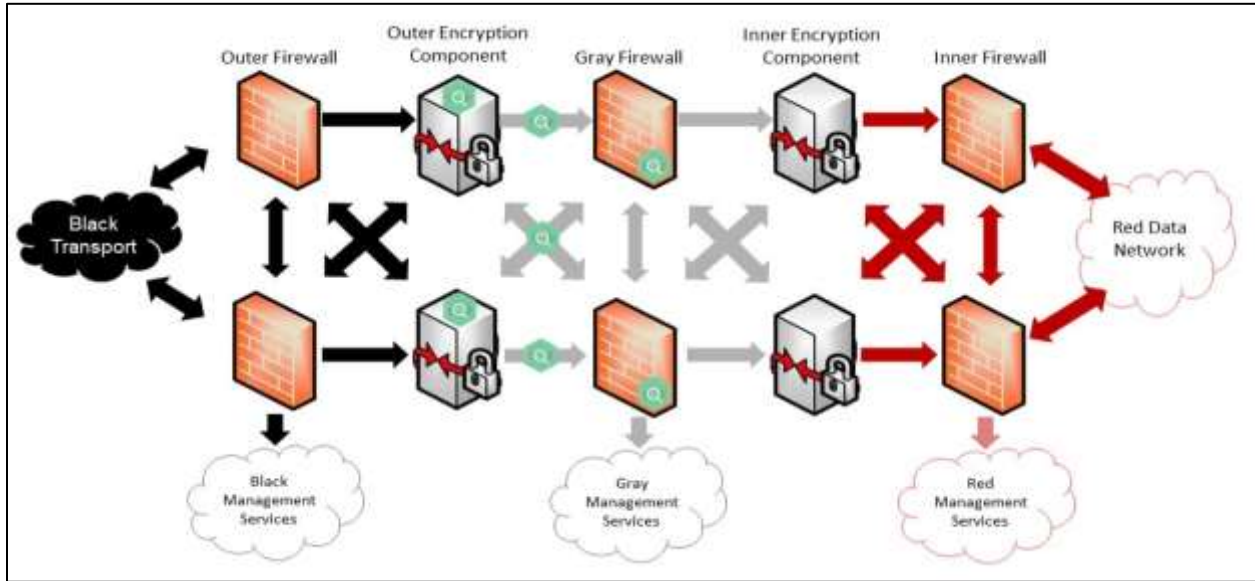 Outer Firewall
Outer Encryption
Component
Gray Firewall
Inner Encryption
Component
Inner Firewall
Black
Transport
Red Data
Network
Black
Management
Services
Gray
Management
Services
Red
Management
Services